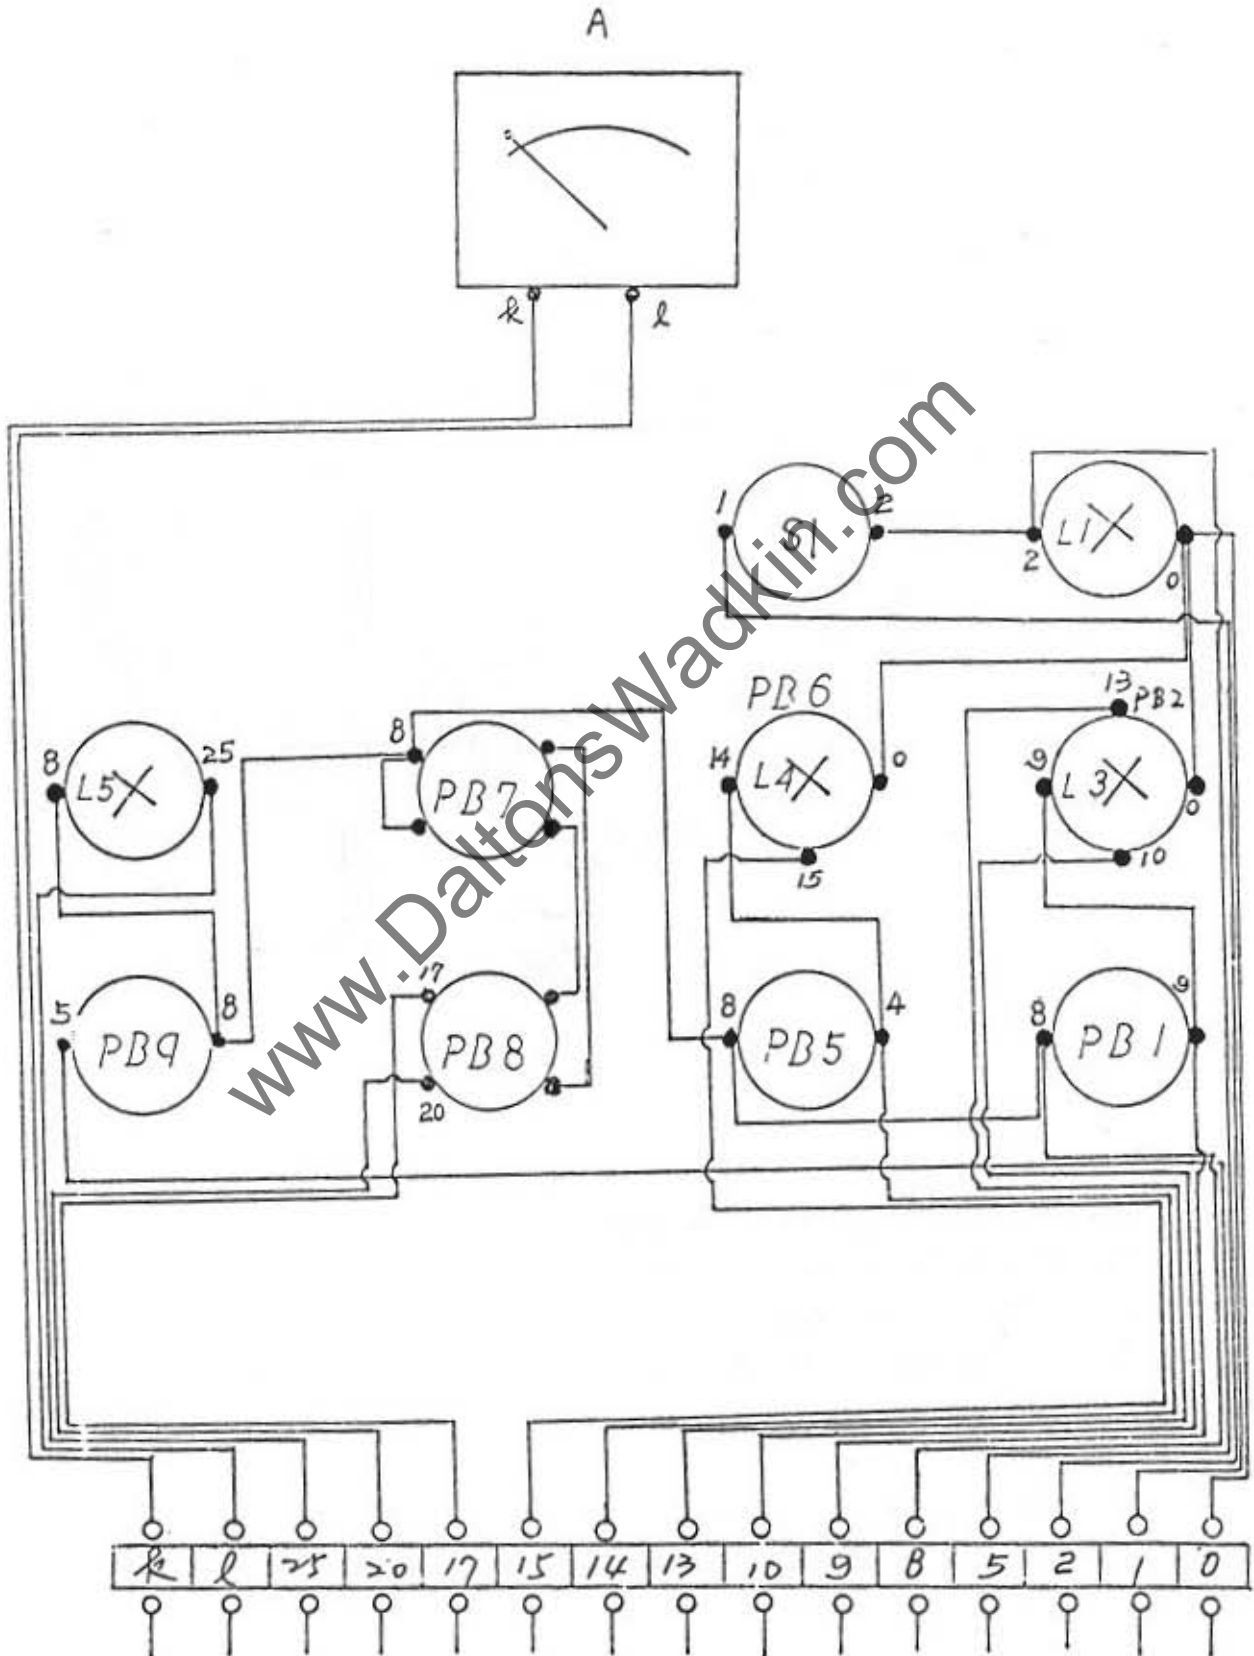 A
k l
1 S1 2
2 L1 0
PB6
14 L4 0
15
13 PB2
9 L3 0
10
8 L5 25
8 PB7
5 PB9 8
17 PB8
20
8 PB5 4
8 PB1 9
k l 25 20 17 15 14 13 10 9 8 5 2 1 0
www.DaltonsWadkin.com